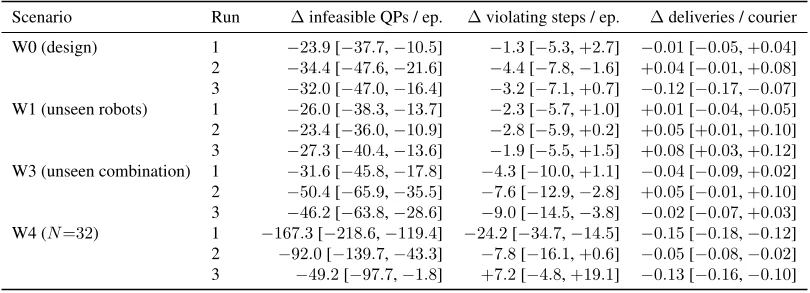 Scenario Run Δ infeasible QPs / ep. Δ violating steps / ep. Δ deliveries / courier
W0 (design) 1 −23.9 [−37.7, −10.5] −1.3 [−5.3, +2.7] −0.01 [−0.05, +0.04]
2 −34.4 [−47.6, −21.6] −4.4 [−7.8, −1.6] +0.04 [−0.01, +0.08]
3 −32.0 [−47.0, −16.4] −3.2 [−7.1, +0.7] −0.12 [−0.17, −0.07]
W1 (unseen robots) 1 −26.0 [−38.3, −13.7] −2.3 [−5.7, +1.0] +0.01 [−0.04, +0.05]
2 −23.4 [−36.0, −10.9] −2.8 [−5.9, +0.2] +0.05 [+0.01, +0.10]
3 −27.3 [−40.4, −13.6] −1.9 [−5.5, +1.5] +0.08 [+0.03, +0.12]
W3 (unseen combination) 1 −31.6 [−45.8, −17.8] −4.3 [−10.0, +1.1] −0.04 [−0.09, +0.02]
2 −50.4 [−65.9, −35.5] −7.6 [−12.9, −2.8] +0.05 [−0.01, +0.10]
3 −46.2 [−63.8, −28.6] −9.0 [−14.5, −3.8] −0.02 [−0.07, +0.03]
W4 (N=32) 1 −167.3 [−218.6, −119.4] −24.2 [−34.7, −14.5] −0.15 [−0.18, −0.12]
2 −92.0 [−139.7, −43.3] −7.8 [−16.1, +0.6] −0.05 [−0.08, −0.02]
3 −49.2 [−97.7, −1.8] +7.2 [−4.8, +19.1] −0.13 [−0.16, −0.10]